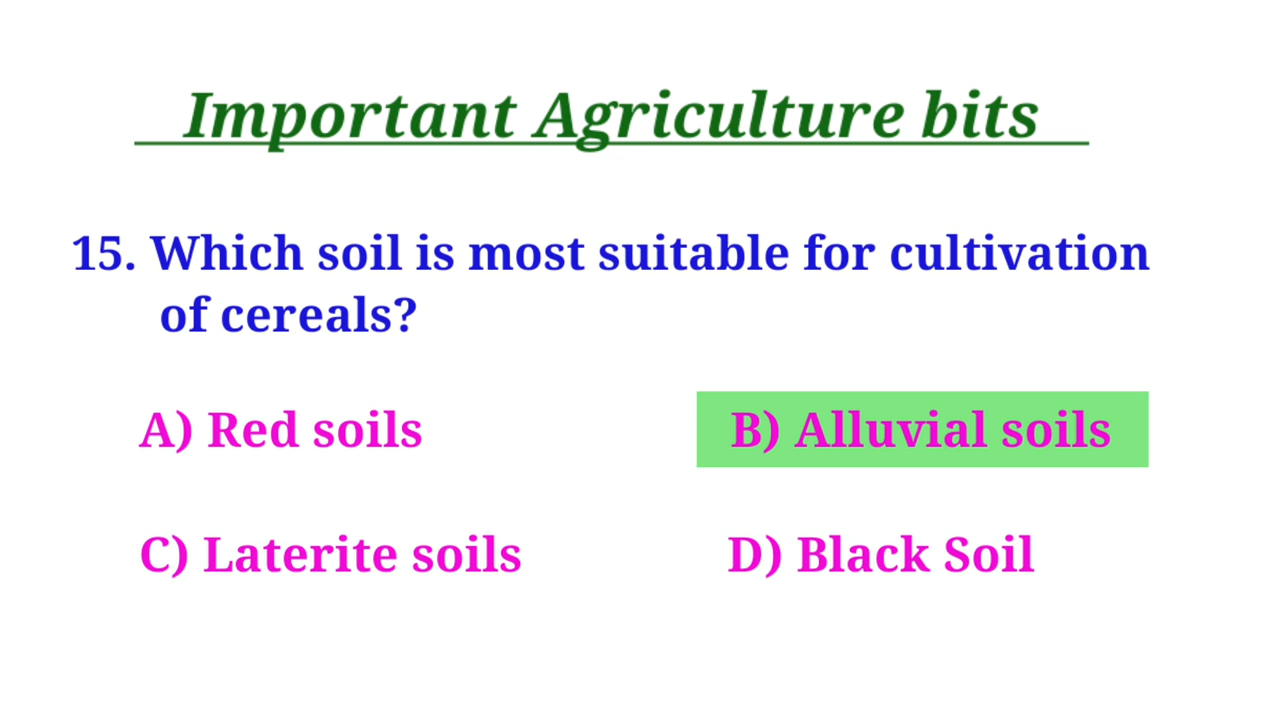 Important Agriculture bits
15. Which soil is most suitable for cultivation
of cereals?
A) Red soils
B) Alluvial soils
C) Laterite soils
D) Black Soil